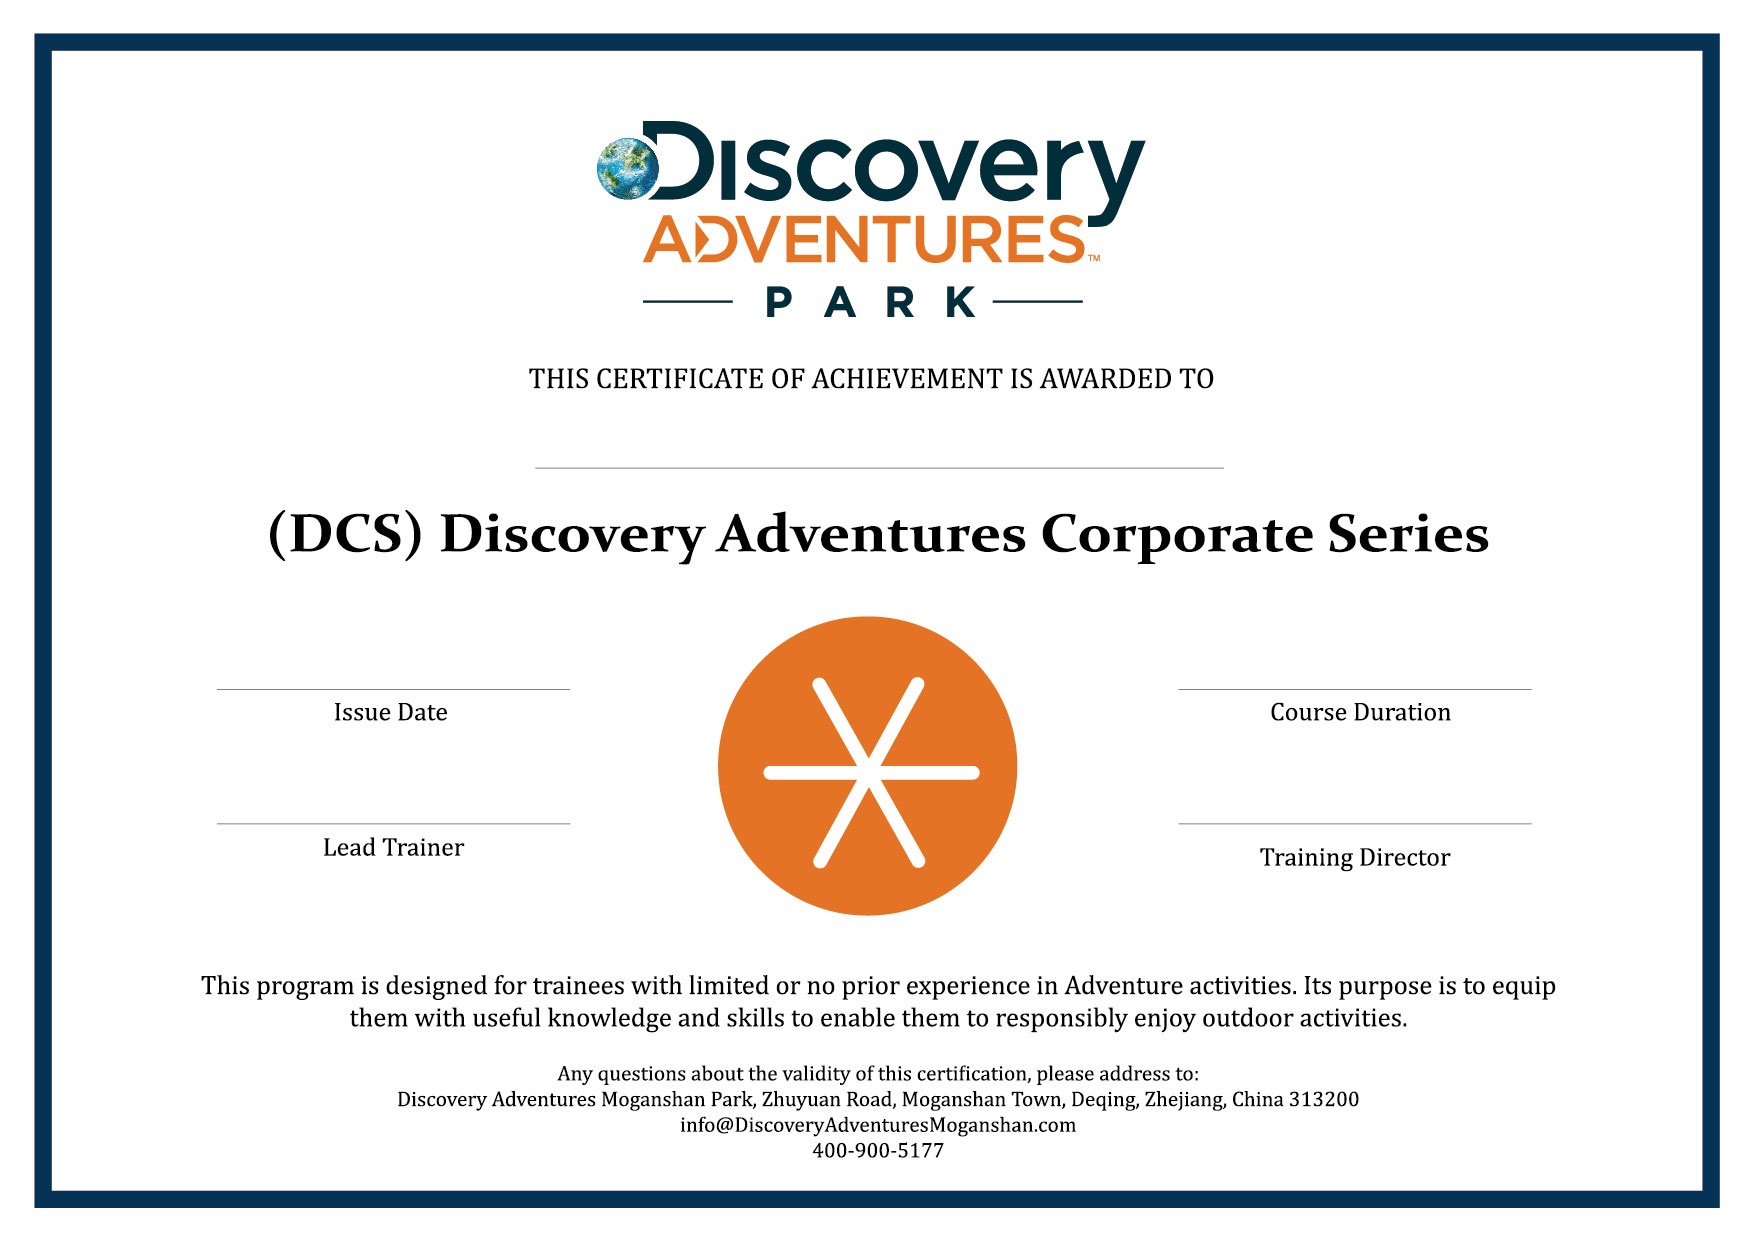 Discovery
ADVENTURES™
PARK
THIS CERTIFICATE OF ACHIEVEMENT IS AWARDED TO
(DCS) Discovery Adventures Corporate Series
Issue Date
Course Duration
Lead Trainer
Training Director
This program is designed for trainees with limited or no prior experience in Adventure activities. Its purpose is to equip
them with useful knowledge and skills to enable them to responsibly enjoy outdoor activities.
Any questions about the validity of this certification, please address to:
Discovery Adventures Moganshan Park, Zhuyuan Road, Moganshan Town, Deqing, Zhejiang, China 313200
info@DiscoveryAdventuresMoganshan.com
400-900-5177